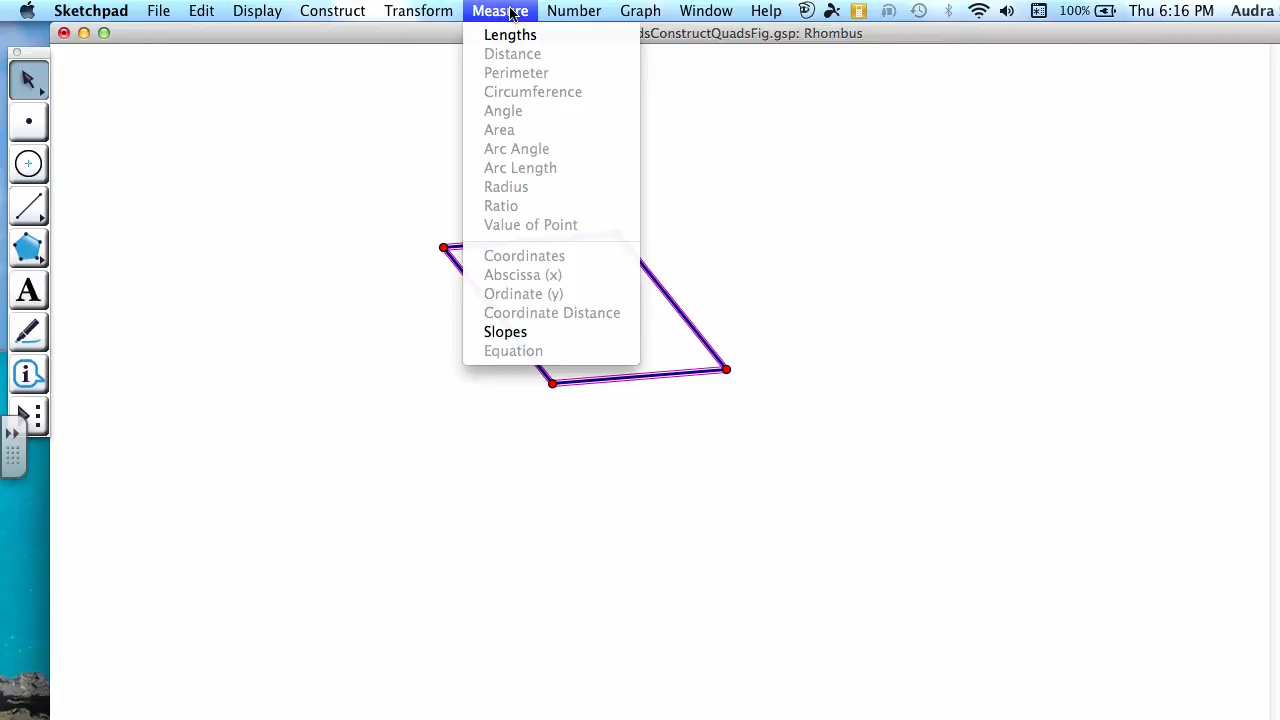 Sketchpad File Edit Display Construct Transform Measure Number Graph Window Help 100% Thu 6:16 PM Audra S
dsConstructQuadsFig.gsp: Rhombus
Lengths
Distance
Perimeter
Circumference
Angle
Area
Arc Angle
Arc Length
Radius
Ratio
Value of Point
Coordinates
Abscissa (x)
Ordinate (y)
Coordinate Distance
Slopes
Equation
A
i